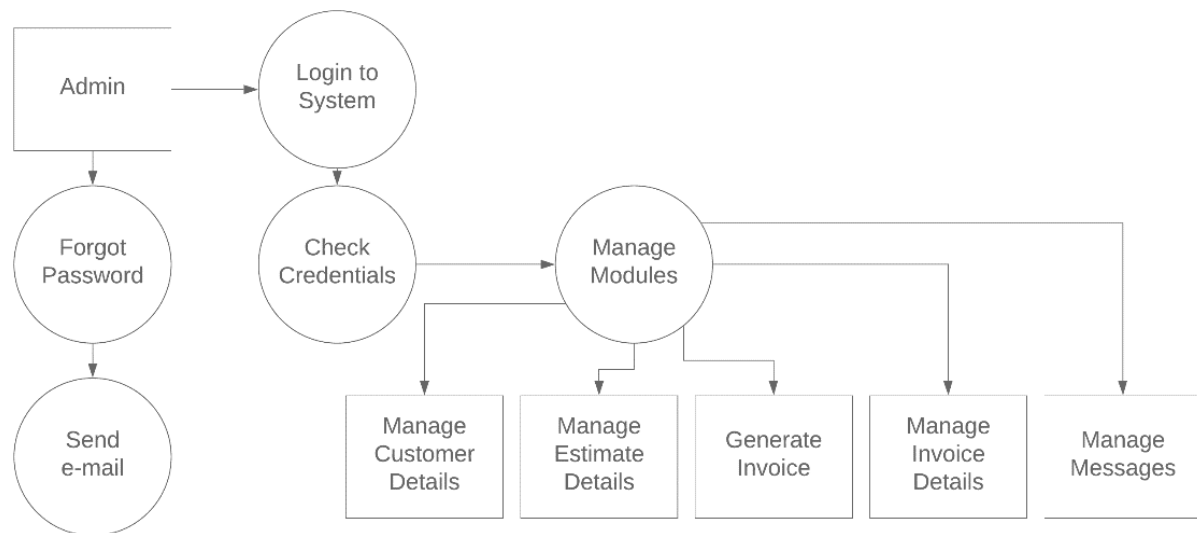 Admin
Login to
System
Forgot
Password
Check
Credentials
Manage
Modules
Send
e-mail
Manage
Customer
Details
Manage
Estimate
Details
Generate
Invoice
Manage
Invoice
Details
Manage
Messages